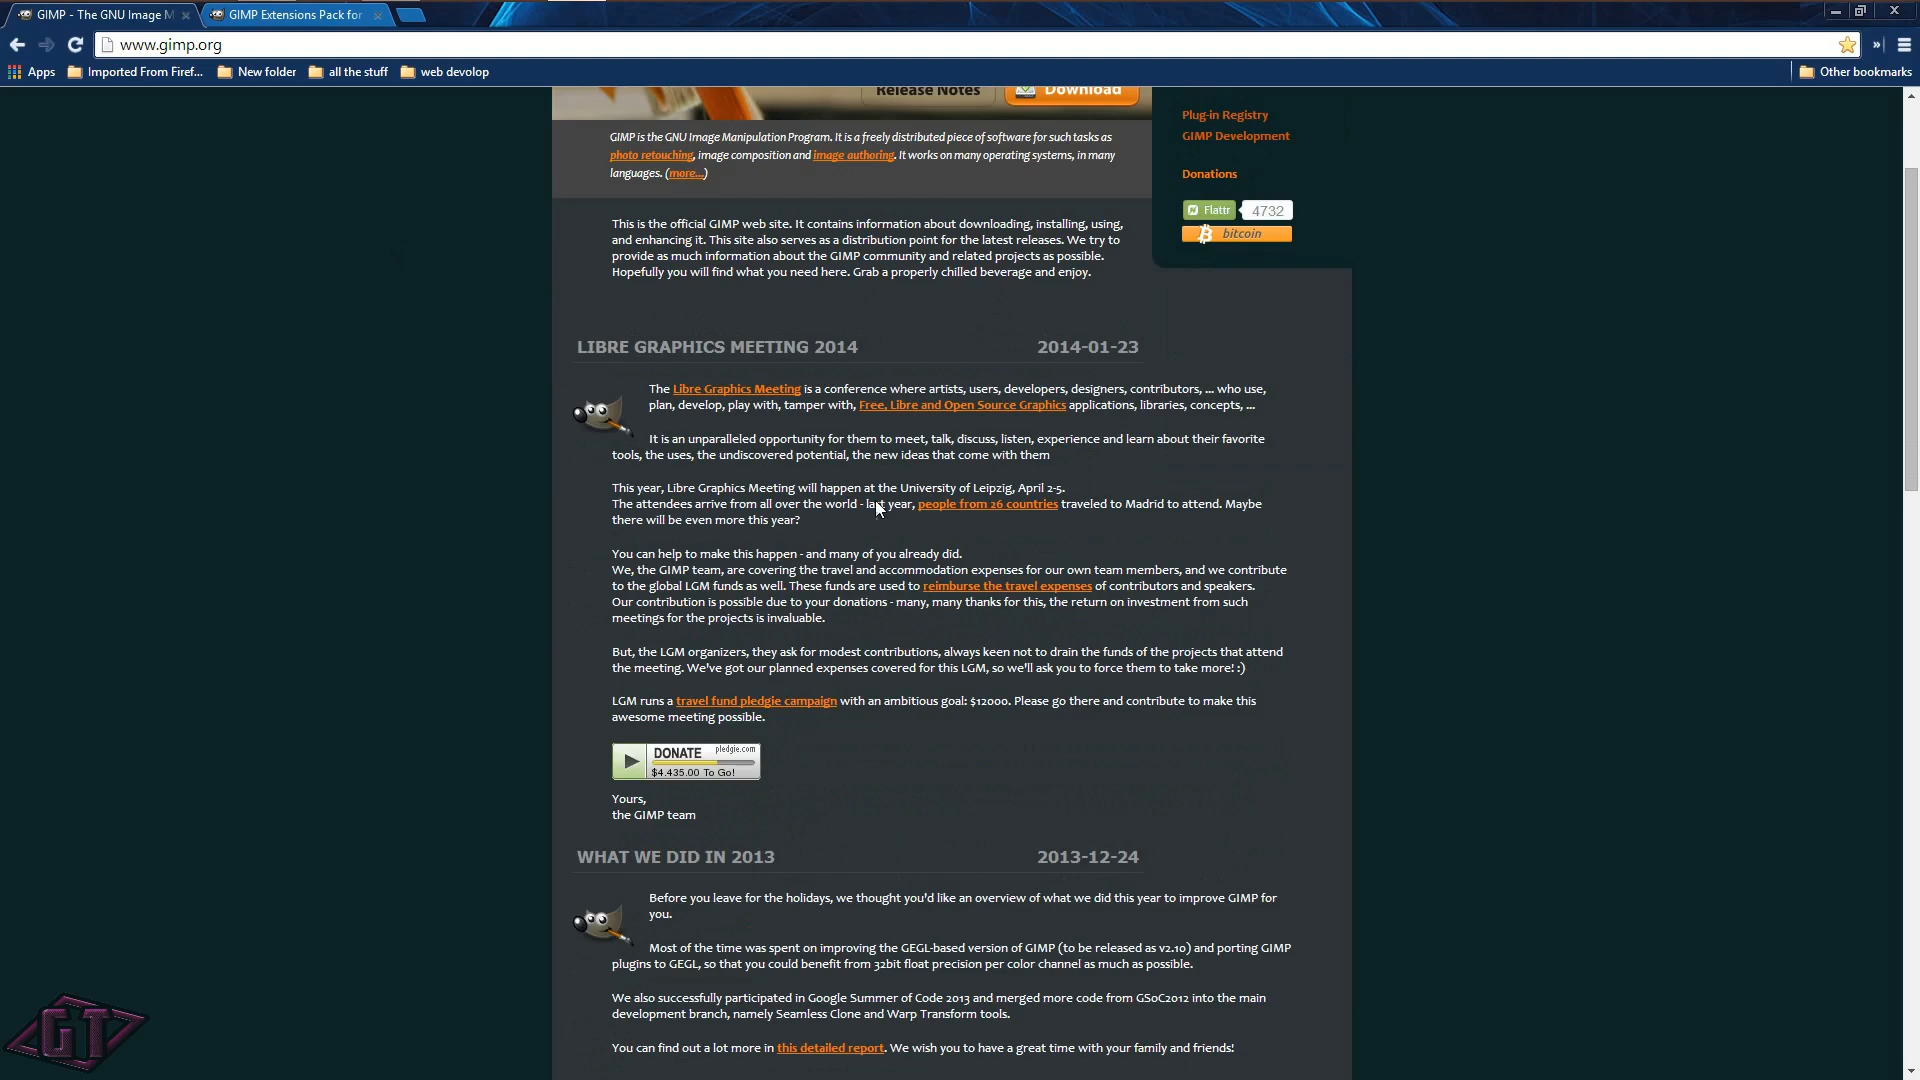 GIMP - The GNU Image M
GIMP Extensions Pack for
www.gimp.org
Apps
Imported From Firef...
New folder
all the stuff
web devolop
Other bookmarks
Release Notes
Download
Plug-in Registry
GIMP Development
Donations
Flattr
4732
bitcoin
GIMP is the GNU Image Manipulation Program. It is a freely distributed piece of software for such tasks as
photo retouching, image composition and image authoring. It works on many operating systems, in many
languages. (more...)
This is the official GIMP web site. It contains information about downloading, installing, using,
and enhancing it. This site also serves as a distribution point for the latest releases. We try to
provide as much information about the GIMP community and related projects as possible.
Hopefully you will find what you need here. Grab a properly chilled beverage and enjoy.
LIBRE GRAPHICS MEETING 2014
2014-01-23
The Libre Graphics Meeting is a conference where artists, users, developers, designers, contributors, ... who use,
plan, develop, play with, tamper with, Free, Libre and Open Source Graphics applications, libraries, concepts, ...
It is an unparalleled opportunity for them to meet, talk, discuss, listen, experience and learn about their favorite
tools, the uses, the undiscovered potential, the new ideas that come with them
This year, Libre Graphics Meeting will happen at the University of Leipzig, April 2-5.
The attendees arrive from all over the world - last year, people from 26 countries traveled to Madrid to attend. Maybe
there will be even more this year?
You can help to make this happen - and many of you already did.
We, the GIMP team, are covering the travel and accommodation expenses for our own team members, and we contribute
to the global LGM funds as well. These funds are used to reimburse the travel expenses of contributors and speakers.
Our contribution is possible due to your donations - many, many thanks for this, the return on investment from such
meetings for the projects is invaluable.
But, the LGM organizers, they ask for modest contributions, always keen not to drain the funds of the projects that attend
the meeting. We've got our planned expenses covered for this LGM, so we'll ask you to force them to take more! :)
LGM runs a travel fund pledgie campaign with an ambitious goal: $12000. Please go there and contribute to make this
awesome meeting possible.
DONATE pledgie.com
$4.435.00 To Go!
Yours,
the GIMP team
WHAT WE DID IN 2013
2013-12-24
Before you leave for the holidays, we thought you'd like an overview of what we did this year to improve GIMP for
you.
Most of the time was spent on improving the GEGL-based version of GIMP (to be released as v2.10) and porting GIMP
plugins to GEGL, so that you could benefit from 32bit float precision per color channel as much as possible.
We also successfully participated in Google Summer of Code 2013 and merged more code from GSoC2012 into the main
development branch, namely Seamless Clone and Warp Transform tools.
You can find out a lot more in this detailed report. We wish you to have a great time with your family and friends!
GT